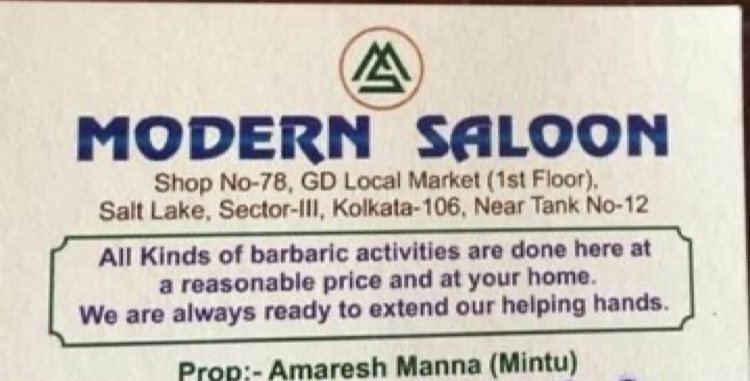 MS
MODERN SALOON
Shop No-78, GD Local Market (1st Floor),
Salt Lake, Sector-III, Kolkata-106, Near Tank No-12
All Kinds of barbaric activities are done here at
a reasonable price and at your home.
We are always ready to extend our helping hands.
Prop:- Amaresh Manna (Mintu)